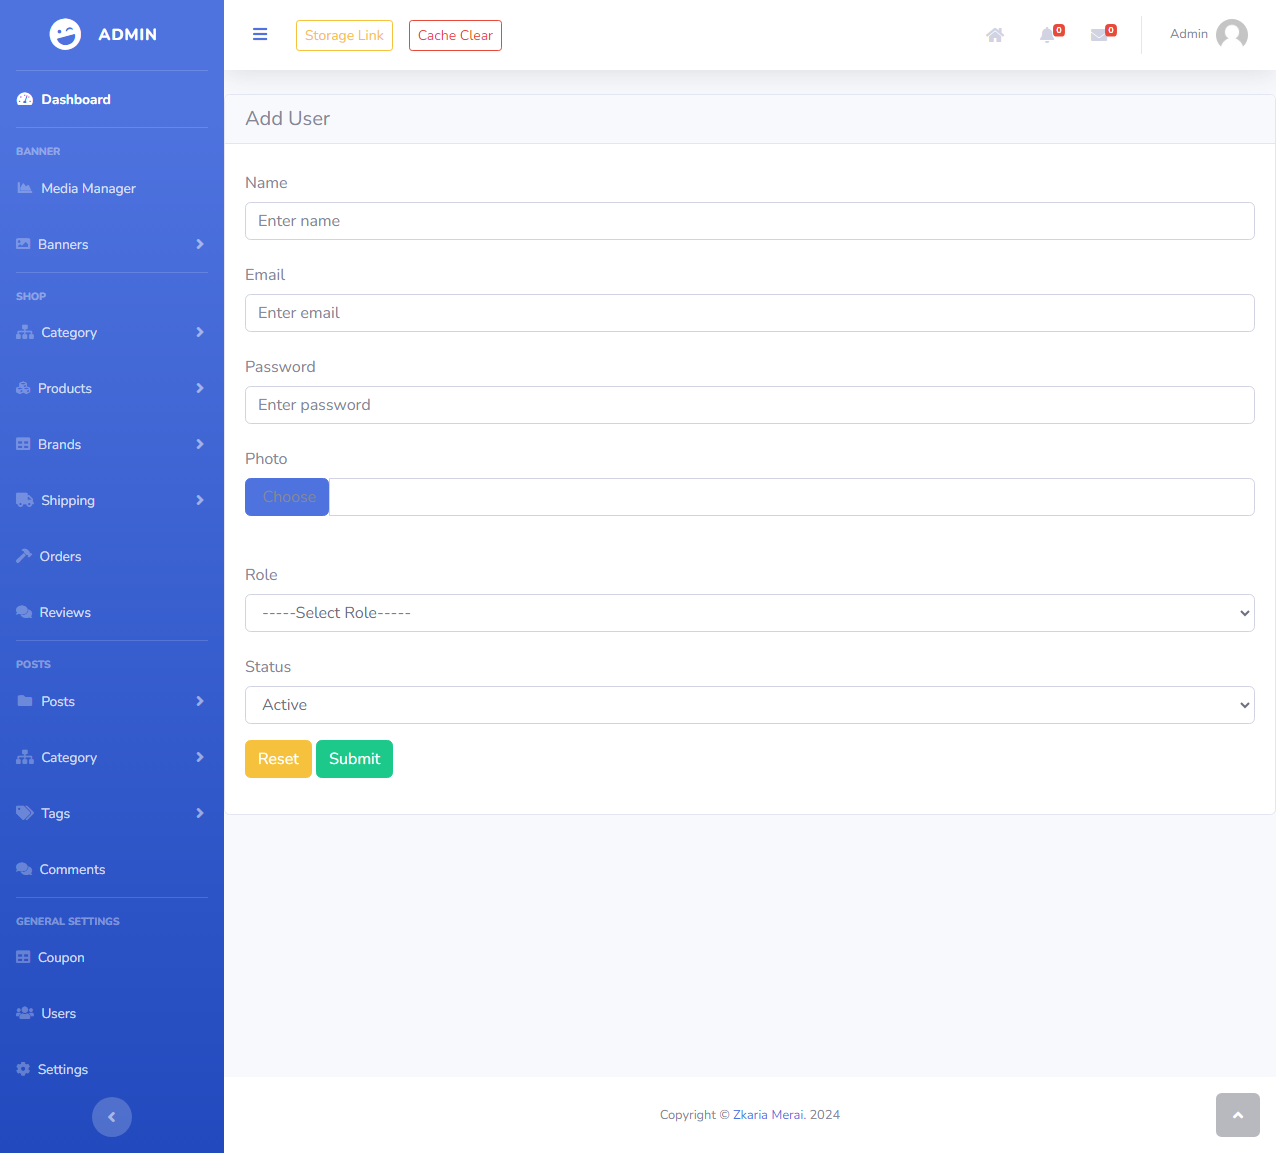 ADMIN
Storage Link
Cache Clear
0
0
Admin
Dashboard
BANNER
Media Manager
Banners
SHOP
Category
Products
Brands
Shipping
Orders
Reviews
POSTS
Posts
Category
Tags
Comments
GENERAL SETTINGS
Coupon
Users
Settings
Add User
Name
Enter name
Email
Enter email
Password
Enter password
Photo
Choose
Role
-----Select Role-----
Status
Active
Reset
Submit
Copyright © Zkaria Merai. 2024